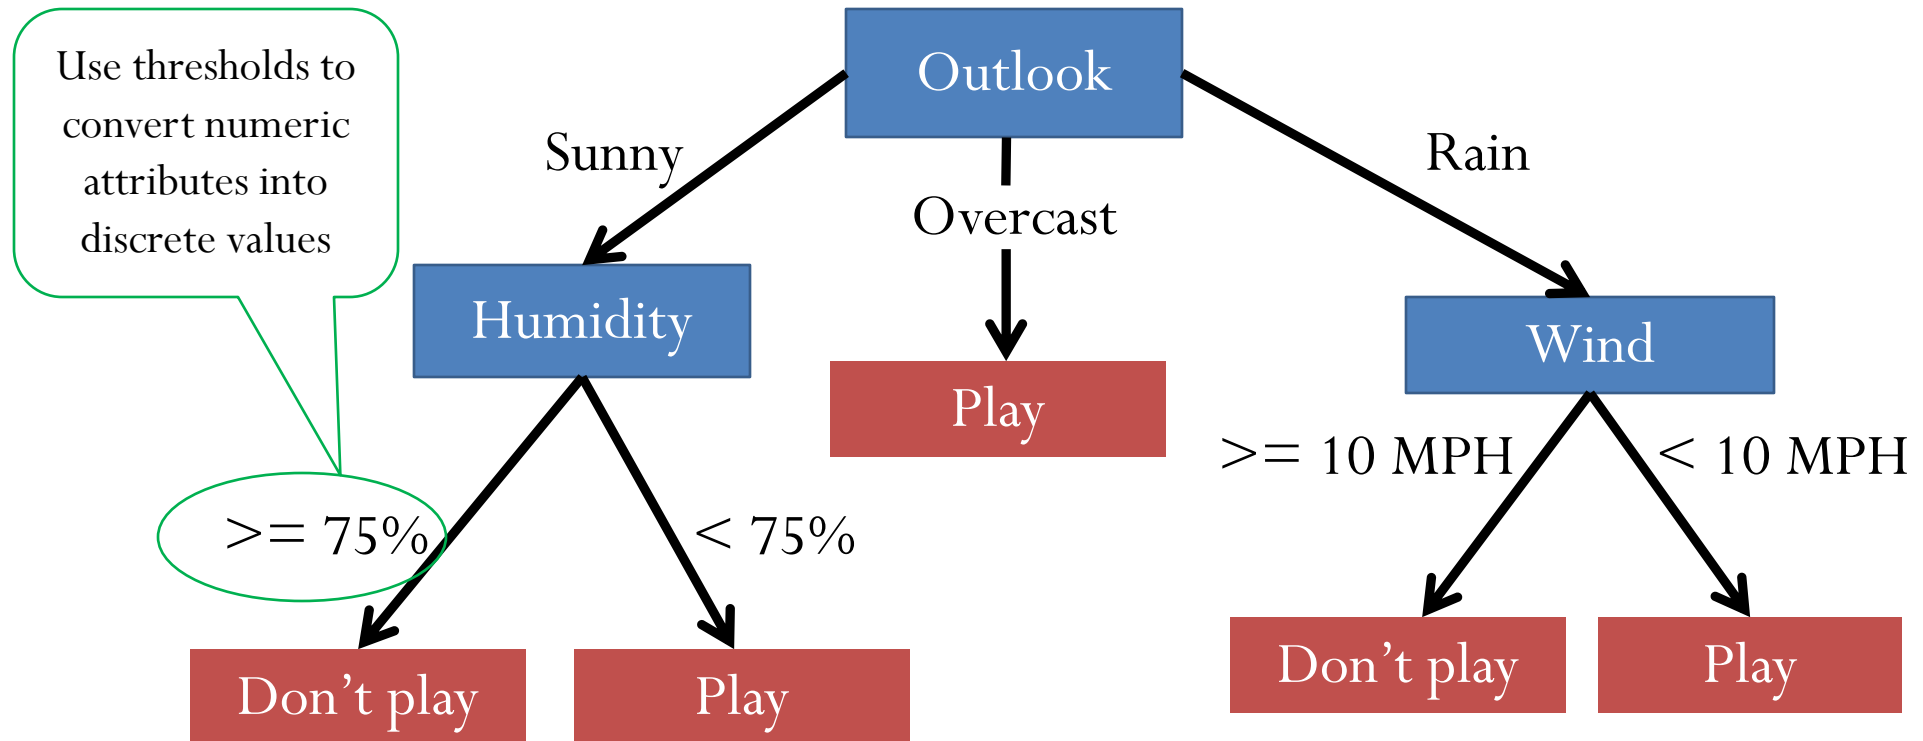 Use thresholds to
convert numeric
attributes into
discrete values
Outlook
Sunny
Overcast
Rain
Humidity
Play
Wind
>= 75%
< 75%
>= 10 MPH
< 10 MPH
Don’t play
Play
Don’t play
Play